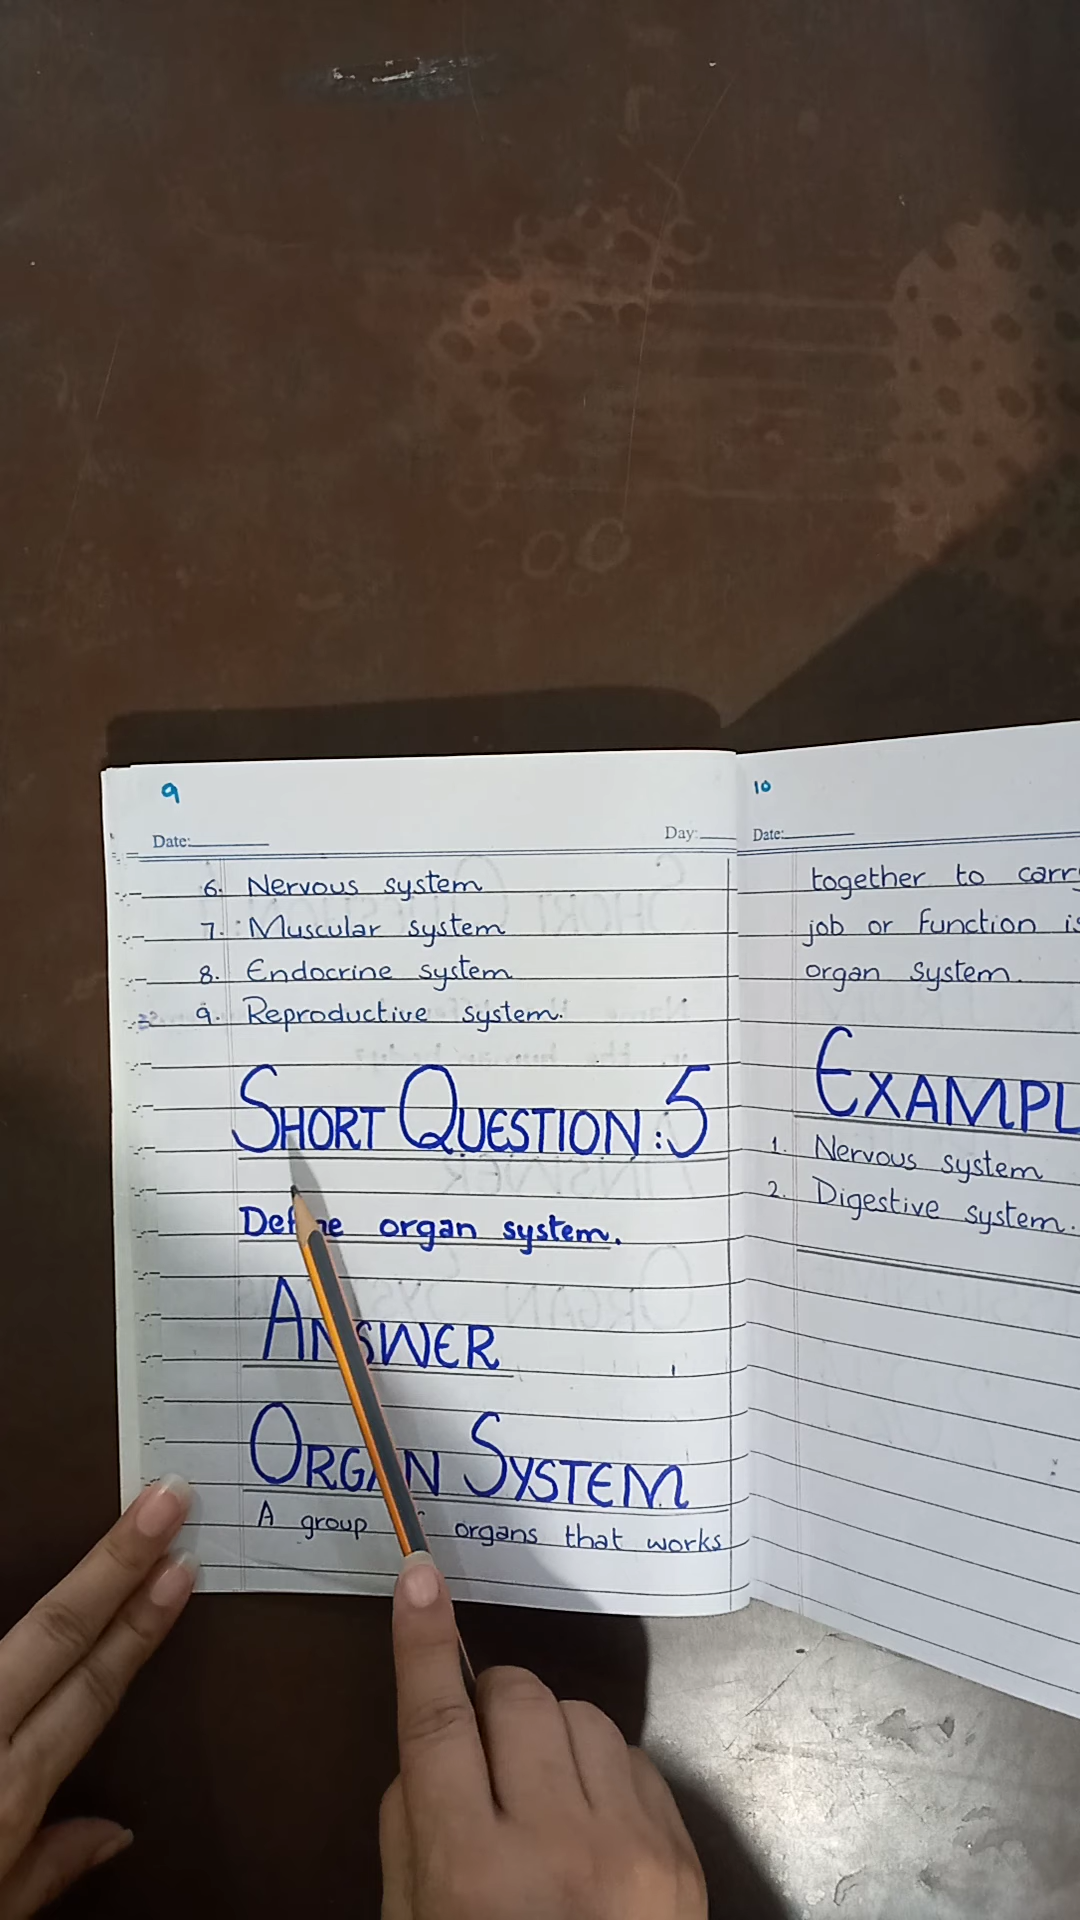 9
Date:
Day:
6. Nervous system
7. Muscular system
8. Endocrine system
9. Reproductive system.
SHORT QUESTION:5
Define organ system.
ANSWER
ORGAN SYSTEM
A group organs that works
10
Date:
together to carry
job or function is
organ system.
EXAMPL
1. Nervous system
2. Digestive system.